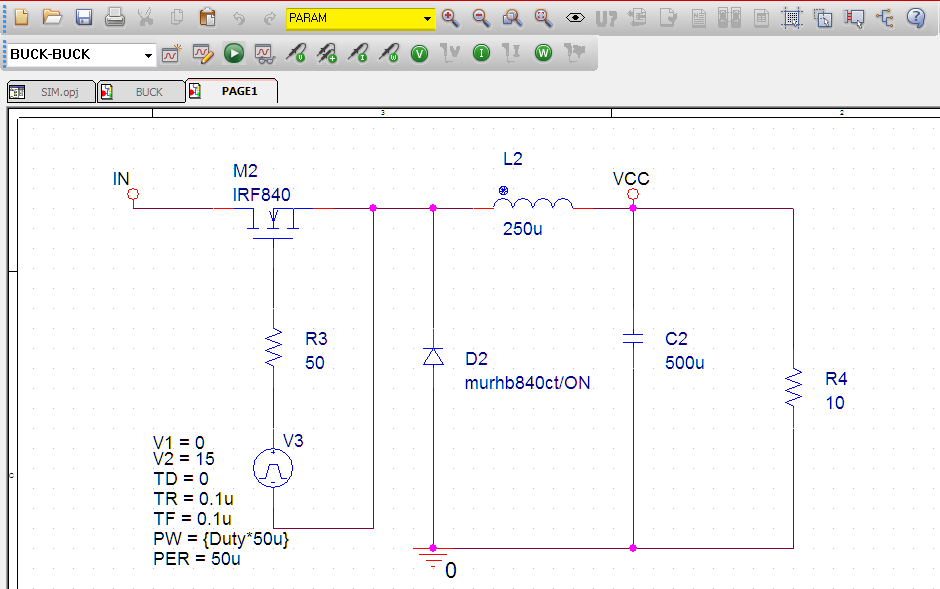 PARAM
U?
BUCK-BUCK
V
V
I
I
W
SIM.opj
BUCK
PAGE1
3
2
L2
IN
M2
IRF840
VCC
250u
R3
50
D2
murhb840ct/ON
C2
500u
R4
10
V3
V1 = 0
V2 = 15
TD = 0
TR = 0.1u
TF = 0.1u
PW = {Duty*50u}
PER = 50u
C
0